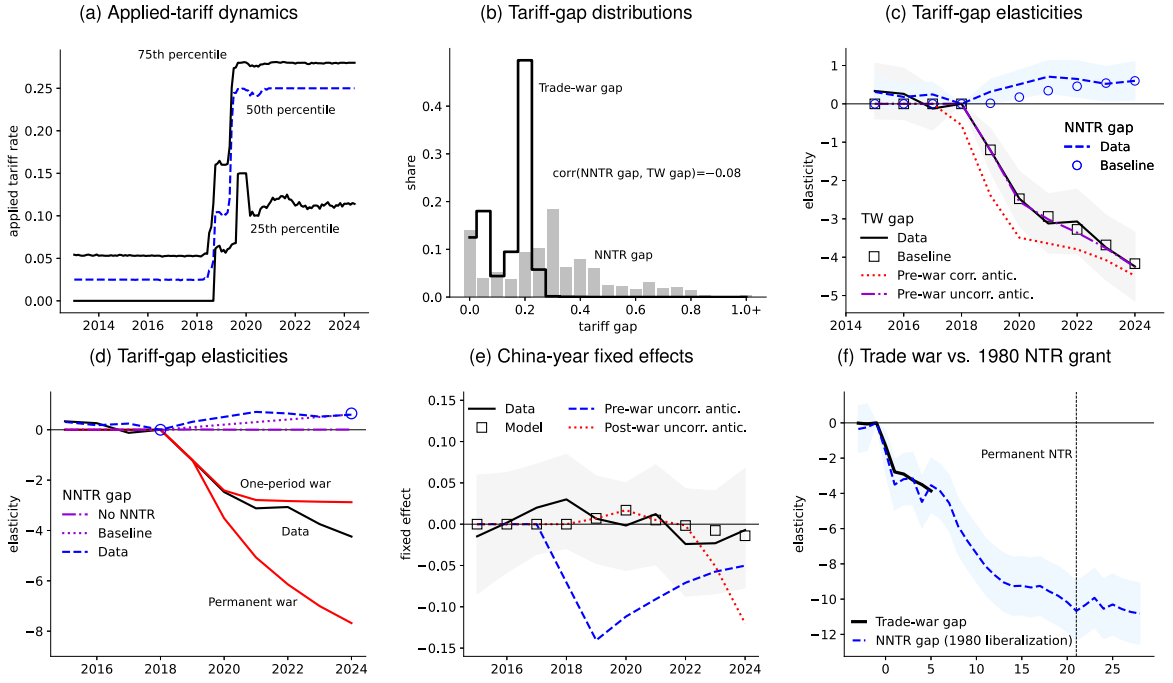 (a) Applied-tariff dynamics
75th percentile
50th percentile
25th percentile
applied tariff rate
0.25
0.20
0.15
0.10
0.05
0.00
2014 2016 2018 2020 2022 2024
(b) Tariff-gap distributions
Trade-war gap
corr(NNTR gap, TW gap)=−0.08
NNTR gap
share
0.4
0.3
0.2
0.1
0.0
0.0 0.2 0.4 0.6 0.8 1.0+
tariff gap
(c) Tariff-gap elasticities
elasticity
1
0
−1
−2
−3
−4
−5
NNTR gap
Data
Baseline
TW gap
Data
Baseline
Pre-war corr. antic.
Pre-war uncorr. antic.
2014 2016 2018 2020 2022 2024
(d) Tariff-gap elasticities
elasticity
0
−2
−4
−6
−8
NNTR gap
No NNTR
Baseline
Data
One-period war
Data
Permanent war
2016 2018 2020 2022 2024
(e) China-year fixed effects
fixed effect
0.15
0.10
0.05
0.00
−0.05
−0.10
−0.15
Data
Model
Pre-war uncorr. antic.
Post-war uncorr. antic.
2016 2018 2020 2022 2024
(f) Trade war vs. 1980 NTR grant
elasticity
0
−2
−4
−6
−8
−10
−12
Permanent NTR
Trade-war gap
NNTR gap (1980 liberalization)
0 5 10 15 20 25